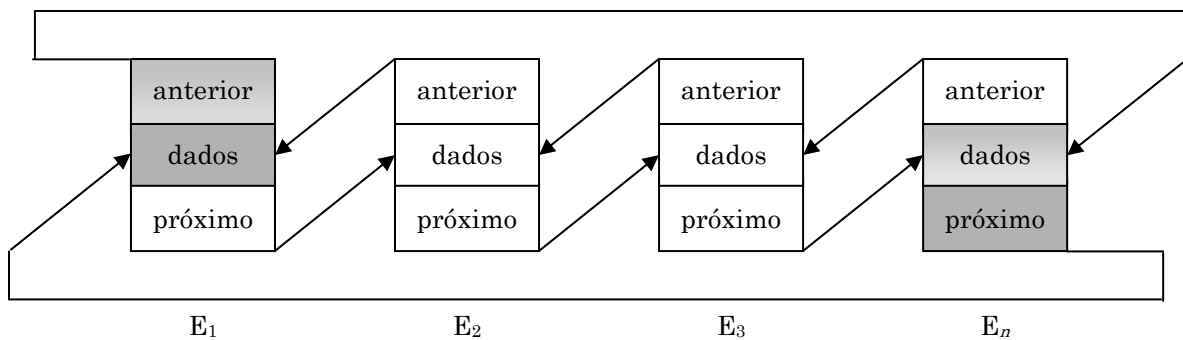 anterior anterior anterior anterior
dados dados dados dados
próximo próximo próximo próximo
E₁ E₂ E₃ Eₙ